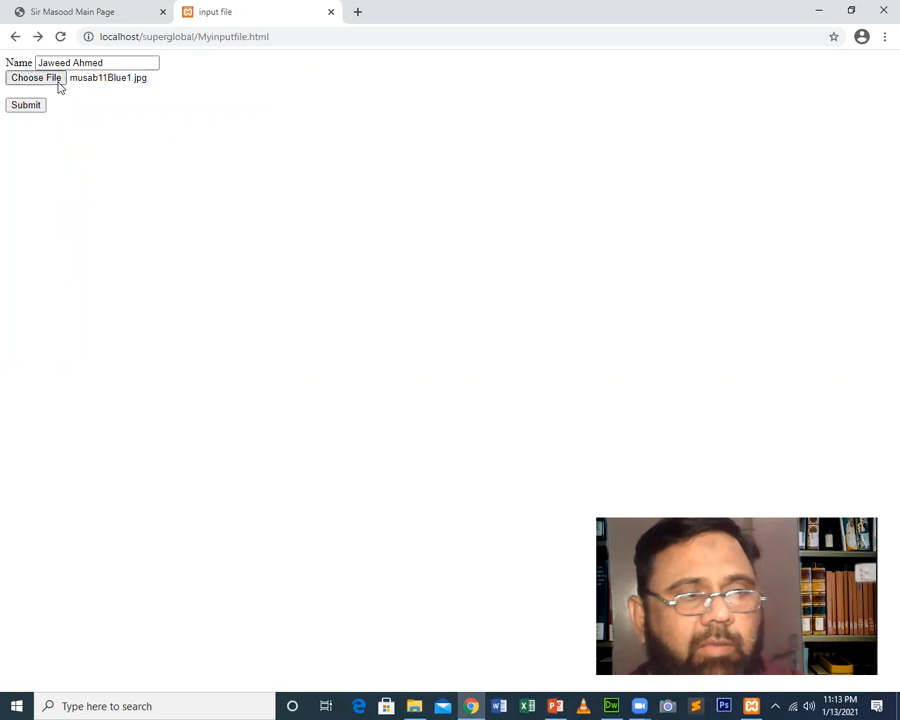 Sir Masood Main Page
input file
localhost/superglobal/Myinputfile.html
Name Jaweed Ahmed
Choose File musab11Blue1.jpg
Submit
Type here to search
11:13 PM
1/13/2021